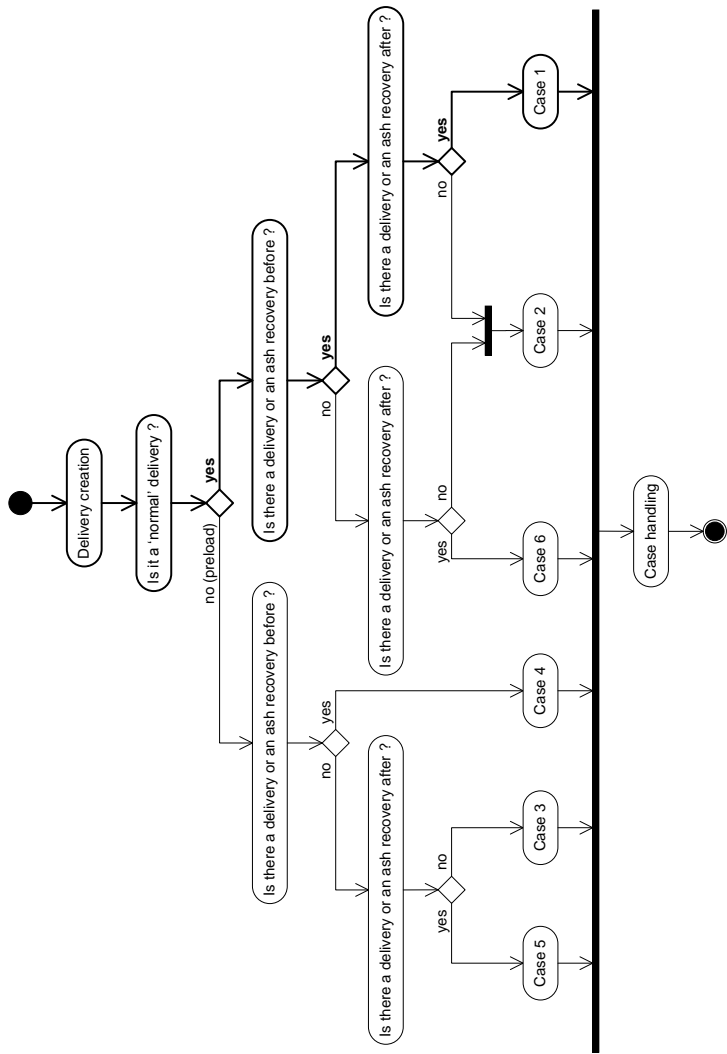 Delivery creation
Is it a 'normal' delivery ?
no (preload)
yes
Is there a delivery or an ash recovery before ?
Is there a delivery or an ash recovery before ?
no
yes
no
yes
Is there a delivery or an ash recovery after ?
Is there a delivery or an ash recovery after ?
Is there a delivery or an ash recovery after ?
yes
no
yes
no
no
yes
Case 5
Case 3
Case 4
Case 6
Case 2
Case 1
Case handling